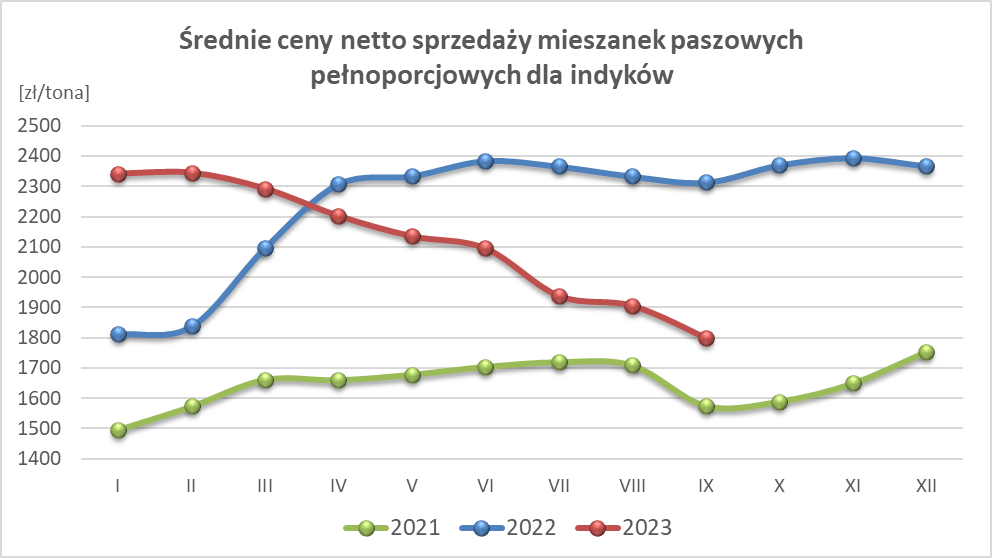 Średnie ceny netto sprzedaży mieszanek paszowych
pełnoporcjowych dla indyków
[zł/tona]
2500
2400
2300
2200
2100
2000
1900
1800
1700
1600
1500
1400
I II III IV V VI VII VIII IX X XI XII
2021 2022 2023